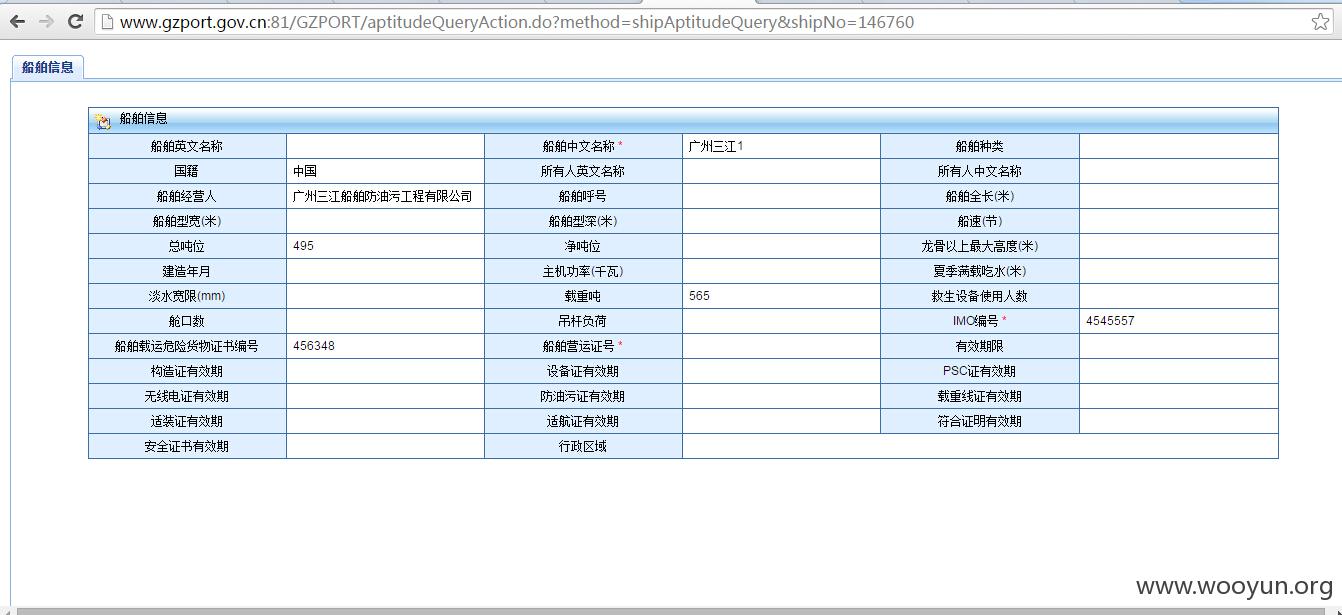 www.gzport.gov.cn:81/GZPORT/aptitudeQueryAction.do?method=shipAptitudeQuery&shipNo=146760
船舶信息
船舶信息
船舶英文名称 船舶中文名称 * 广州三江1 船舶种类
国籍 中国 所有人英文名称 所有人中文名称
船舶经营人 广州三江船舶防油污工程有限公司 船舶呼号 船舶全长(米)
船舶型宽(米) 船舶型深(米) 船速(节)
总吨位 495 净吨位 龙骨以上最大高度(米)
建造年月 主机功率(千瓦) 夏季满载吃水(米)
淡水宽限(mm) 载重吨 565 救生设备使用人数
舱口数 吊杆负荷 IMO编号 * 4545557
船舶载运危险货物证书编号 456348 船舶营运证号 * 有效期限
构造证有效期 设备证有效期 PSC证有效期
无线电证有效期 防油污证有效期 载重线证有效期
适装证有效期 适航证有效期 符合证明有效期
安全证书有效期 行政区域
www.wooyun.org